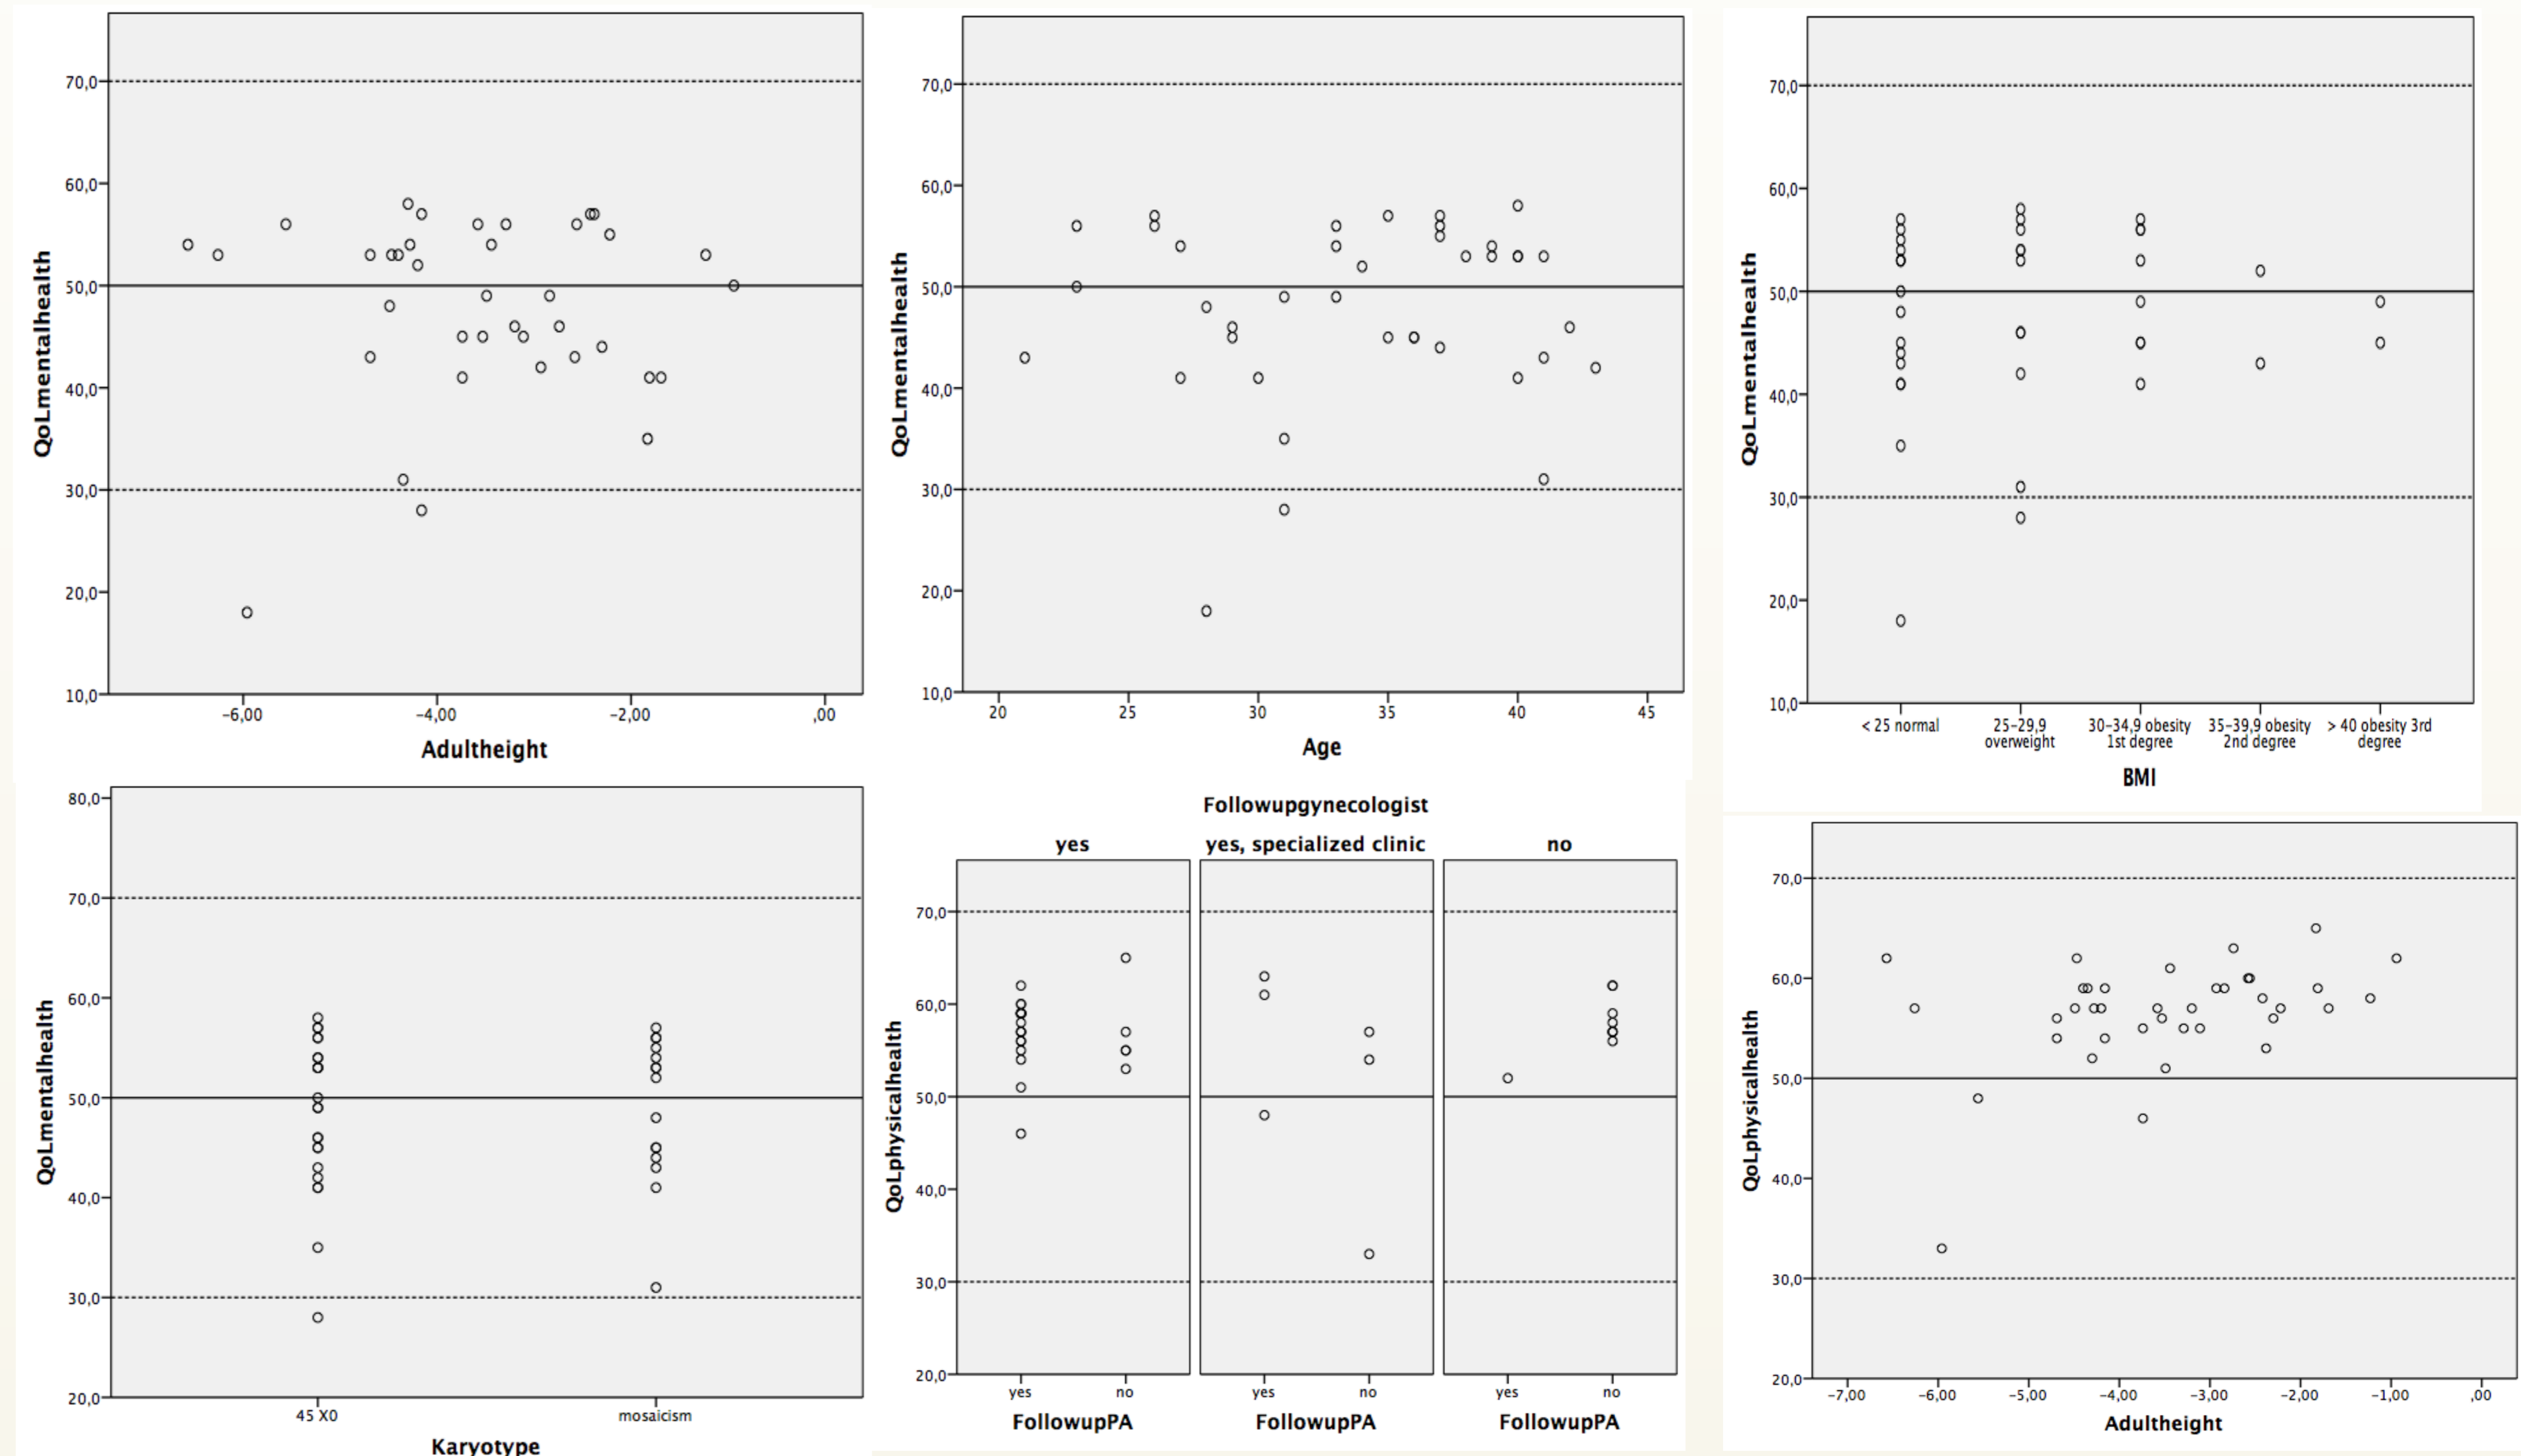 70,0
60,0
50,0
40,0
30,0
20,0
10,0
QoLmentalhealth
-6,00 -4,00 -2,00 ,00
Adultheight
70,0
60,0
50,0
40,0
30,0
20,0
10,0
QoLmentalhealth
20 25 30 35 40 45
Age
70,0
60,0
50,0
40,0
30,0
20,0
10,0
QoLmentalhealth
< 25 normal 25-29,9 30-34,9 obesity 35-39,9 obesity > 40 obesity 3rd
overweight 1st degree 2nd degree degree
BMI
80,0
70,0
60,0
50,0
40,0
30,0
20,0
QoLmentalhealth
45 X0 mosaicism
Karyotype
Followupgynecologist
yes yes, specialized clinic no
70,0
60,0
50,0
40,0
30,0
20,0
QoLphysicalhealth
yes no yes no yes no
FollowupPA FollowupPA FollowupPA
70,0
60,0
50,0
40,0
30,0
20,0
QoLphysicalhealth
-7,00 -6,00 -5,00 -4,00 -3,00 -2,00 -1,00 ,00
Adultheight